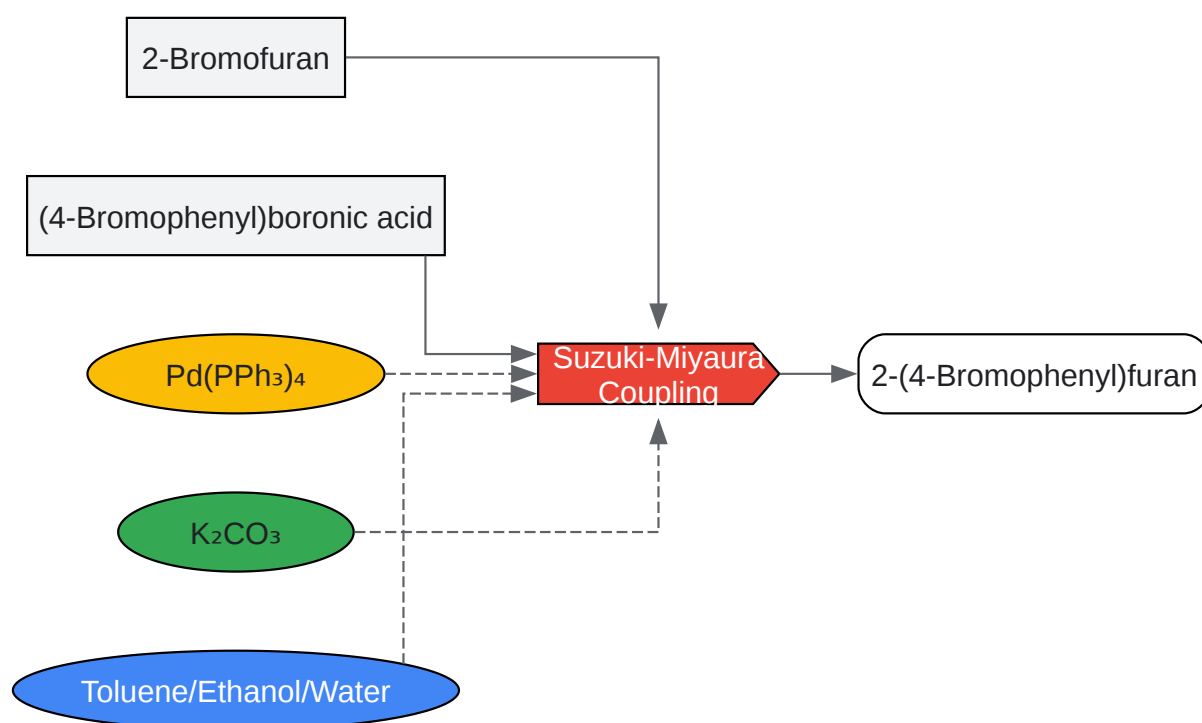 2-Bromofuran
(4-Bromophenyl)boronic acid
Pd(PPh₃)₄
Suzuki-Miyaura
Coupling
2-(4-Bromophenyl)furan
K₂CO₃
Toluene/Ethanol/Water